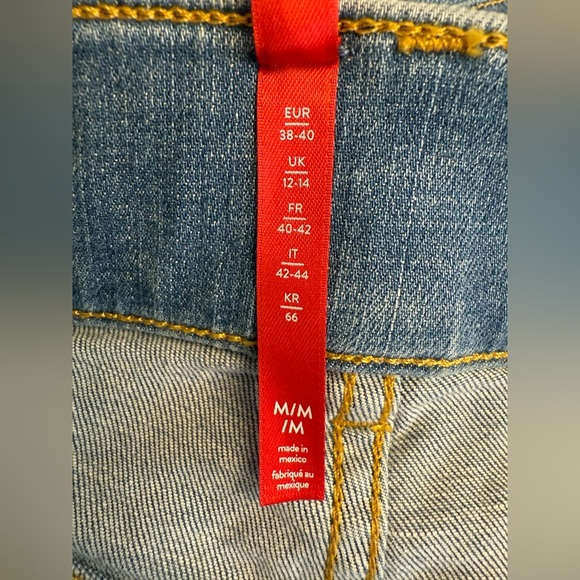 EUR
38-40
UK
12-14
FR
40-42
IT
42-44
KR
66
M/M
/M
made in
mexico
fabriqué au
mexique